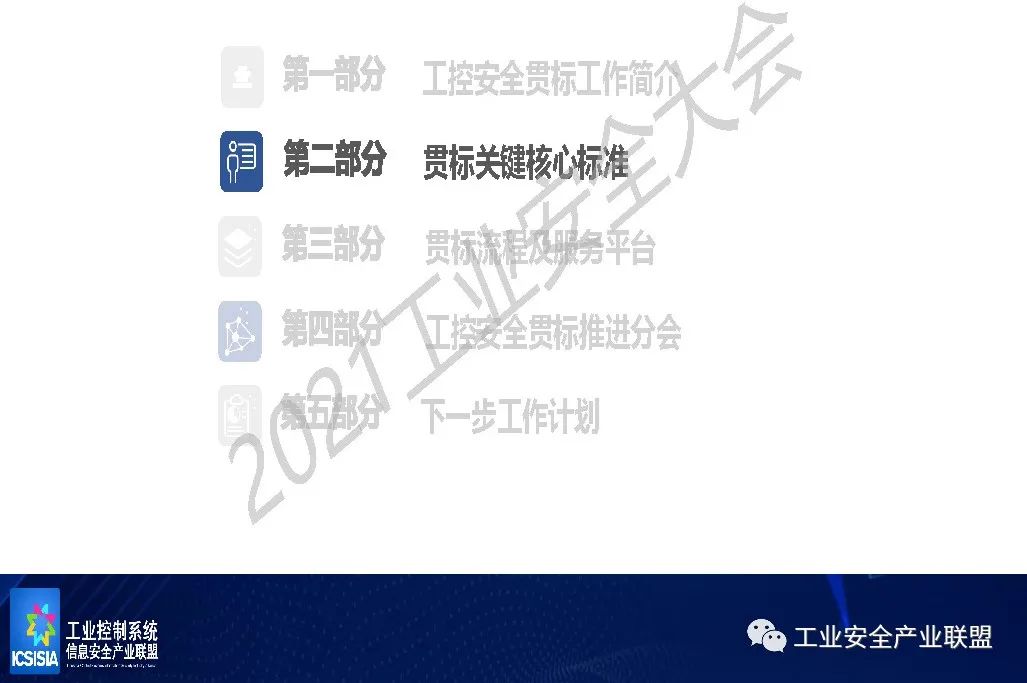 第一部分 工控安全贯标工作简介
第二部分 贯标关键核心标准
第三部分 贯标流程及服务平台
第四部分 工控安全贯标推进分会
第五部分 下一步工作计划
2021工业安全大会
ICSISIA
工业控制系统
信息安全产业联盟
工业安全产业联盟